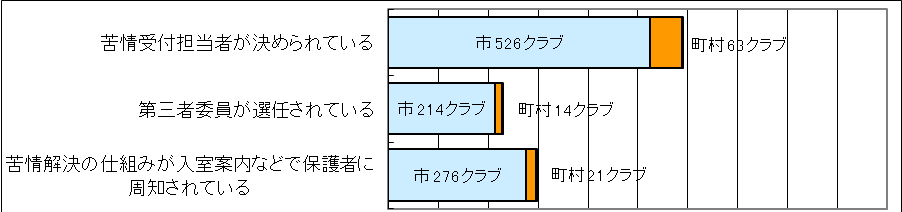 苦情受付担当者が決められている
市526クラブ
町村63クラブ
第三者委員が選任されている
市214クラブ
町村14クラブ
苦情解決の仕組みが入室案内などで保護者に
周知されている
市276クラブ
町村21クラブ